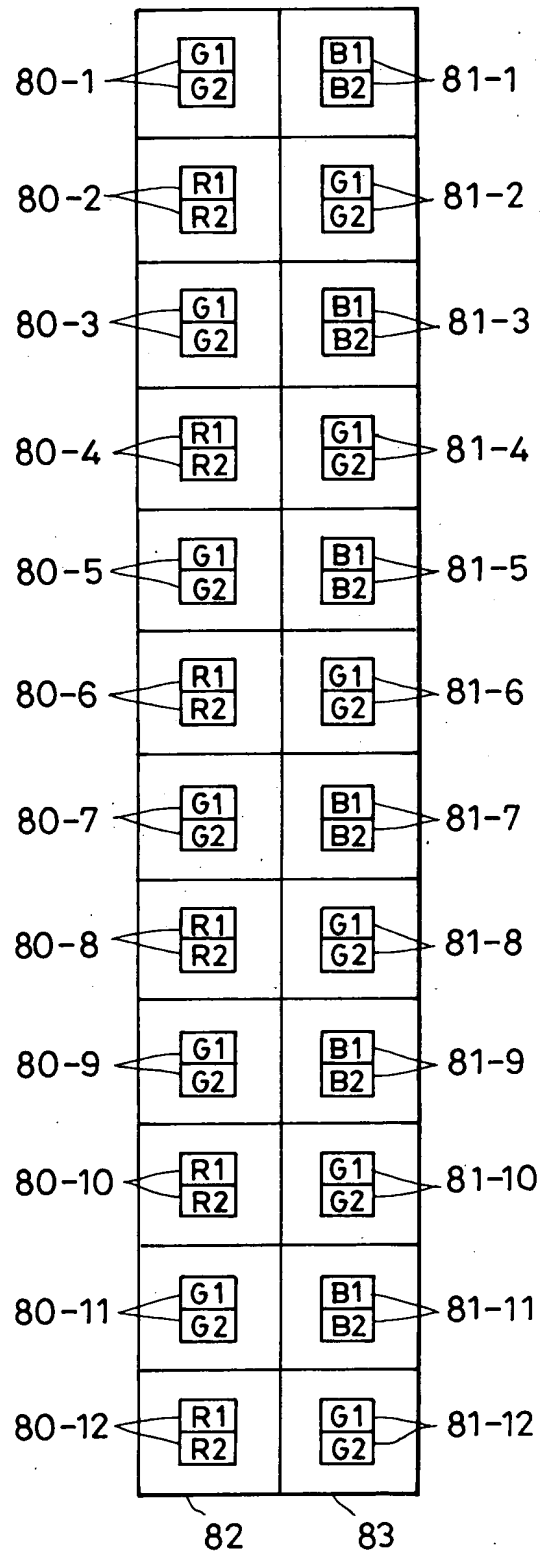 G1 B1
80-1 G2 B2 81-1
R1 G1
80-2 R2 G2 81-2
G1 B1
80-3 G2 B2 81-3
R1 G1
80-4 R2 G2 81-4
G1 B1
80-5 G2 B2 81-5
R1 G1
80-6 R2 G2 81-6
G1 B1
80-7 G2 B2 81-7
R1 G1
80-8 R2 G2 81-8
G1 B1
80-9 G2 B2 81-9
R1 G1
80-10 R2 G2 81-10
G1 B1
80-11 G2 B2 81-11
R1 G1
80-12 R2 G2 81-12
82 83